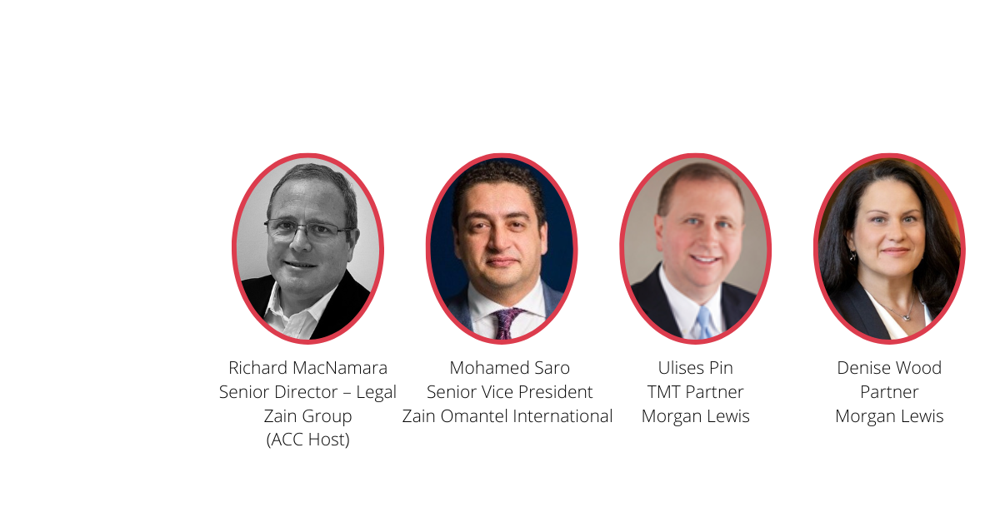 Richard MacNamara
Senior Director – Legal
Zain Group
(ACC Host)
Mohamed Saro
Senior Vice President
Zain Omantel International
Ulises Pin
TMT Partner
Morgan Lewis
Denise Wood
Partner
Morgan Lewis